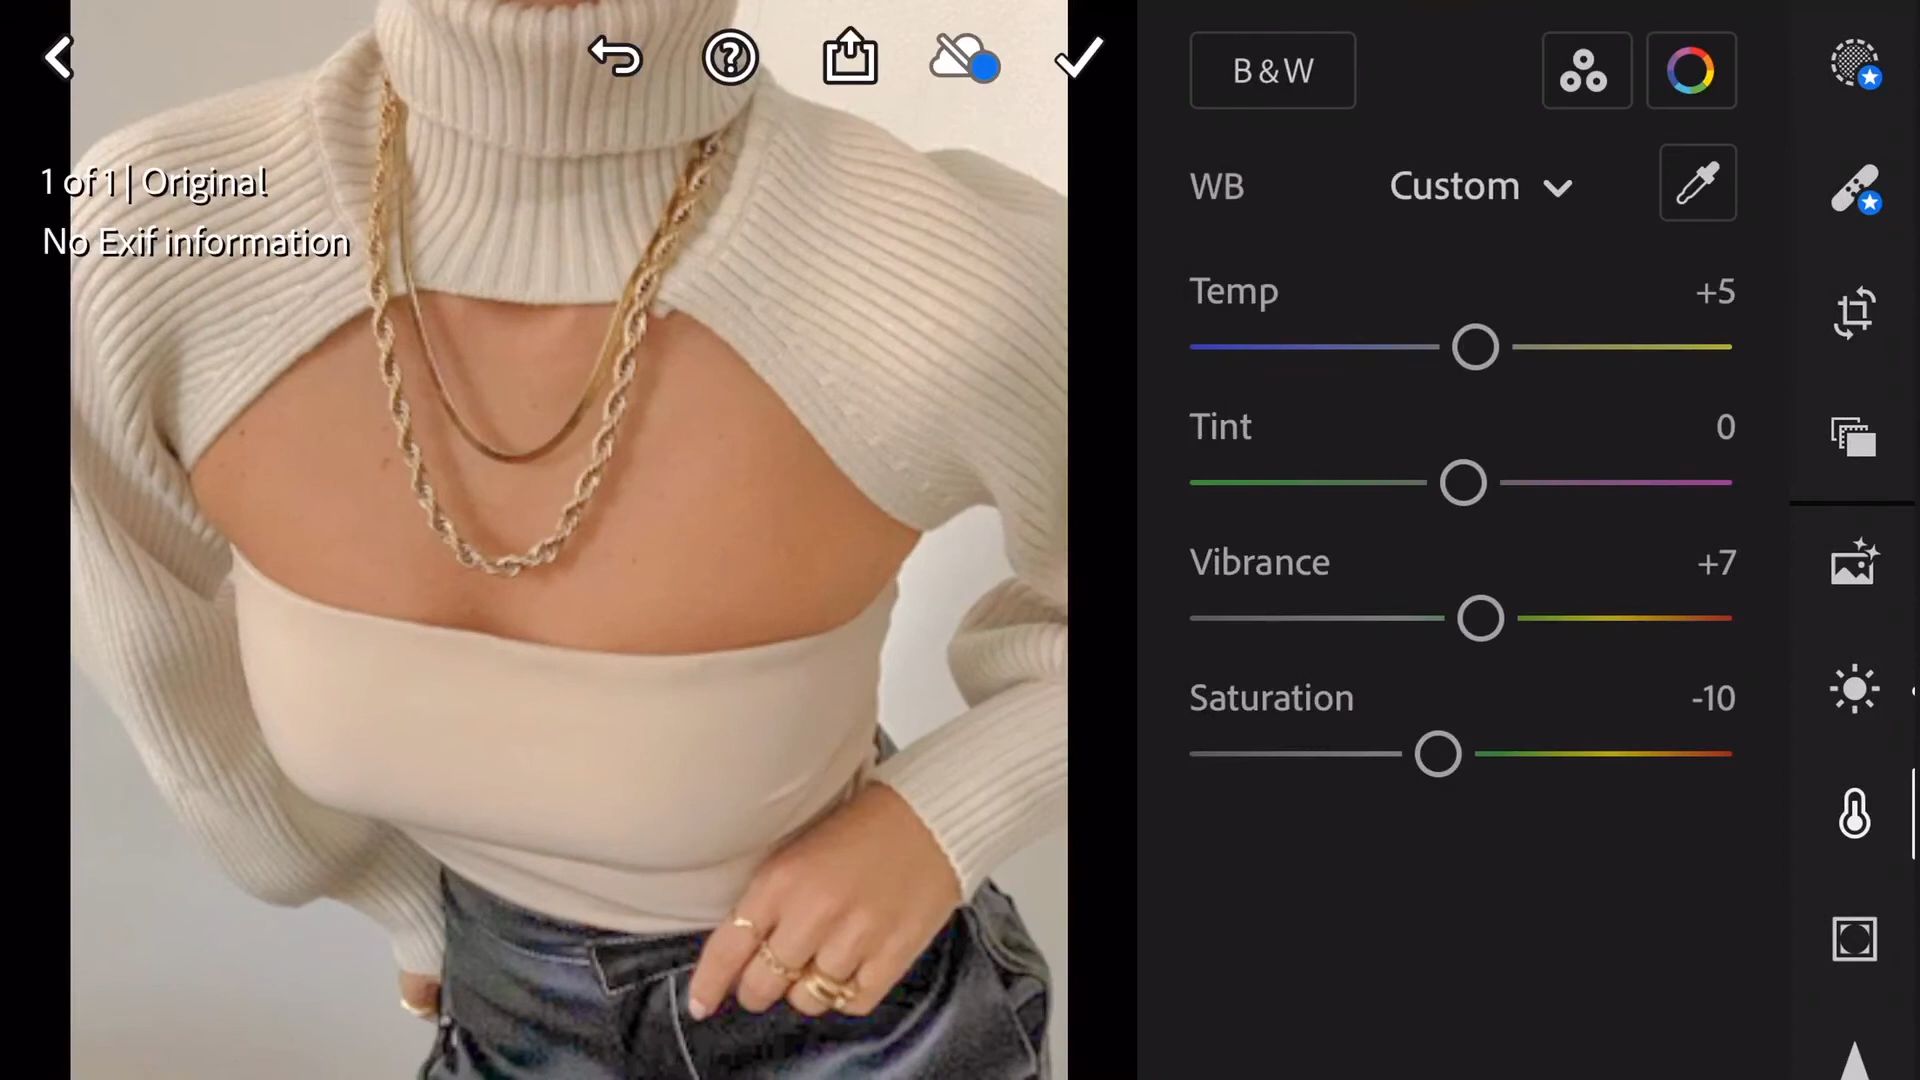 1 of 1 | Original
No Exif information
B&W
WB Custom
Temp +5
Tint 0
Vibrance +7
Saturation -10